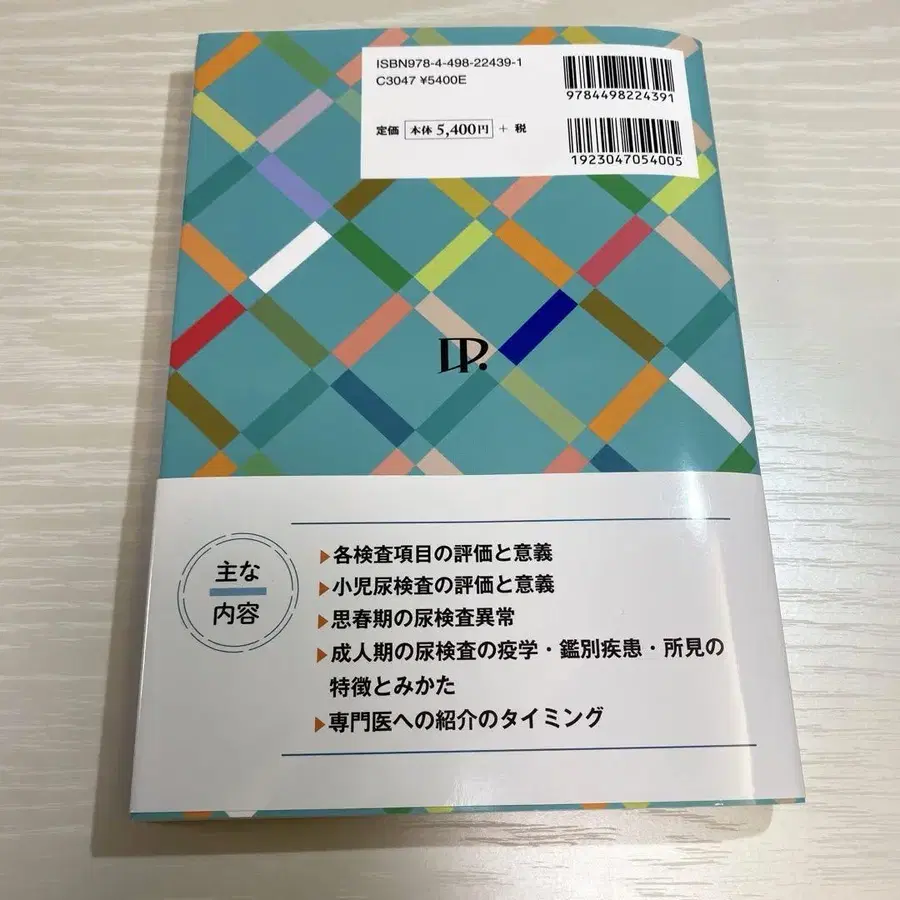 ISBN978-4-498-22439-1
C3047 ¥5400E
9784498224391
定価 本体 5,400円 + 税
1923047054005
主な
内容
▶各検査項目の評価と意義
▶小児尿検査の評価と意義
▶思春期の尿検査異常
▶成人期の尿検査の疫学・鑑別疾患・所見の
特徴とみかた
▶専門医への紹介のタイミング